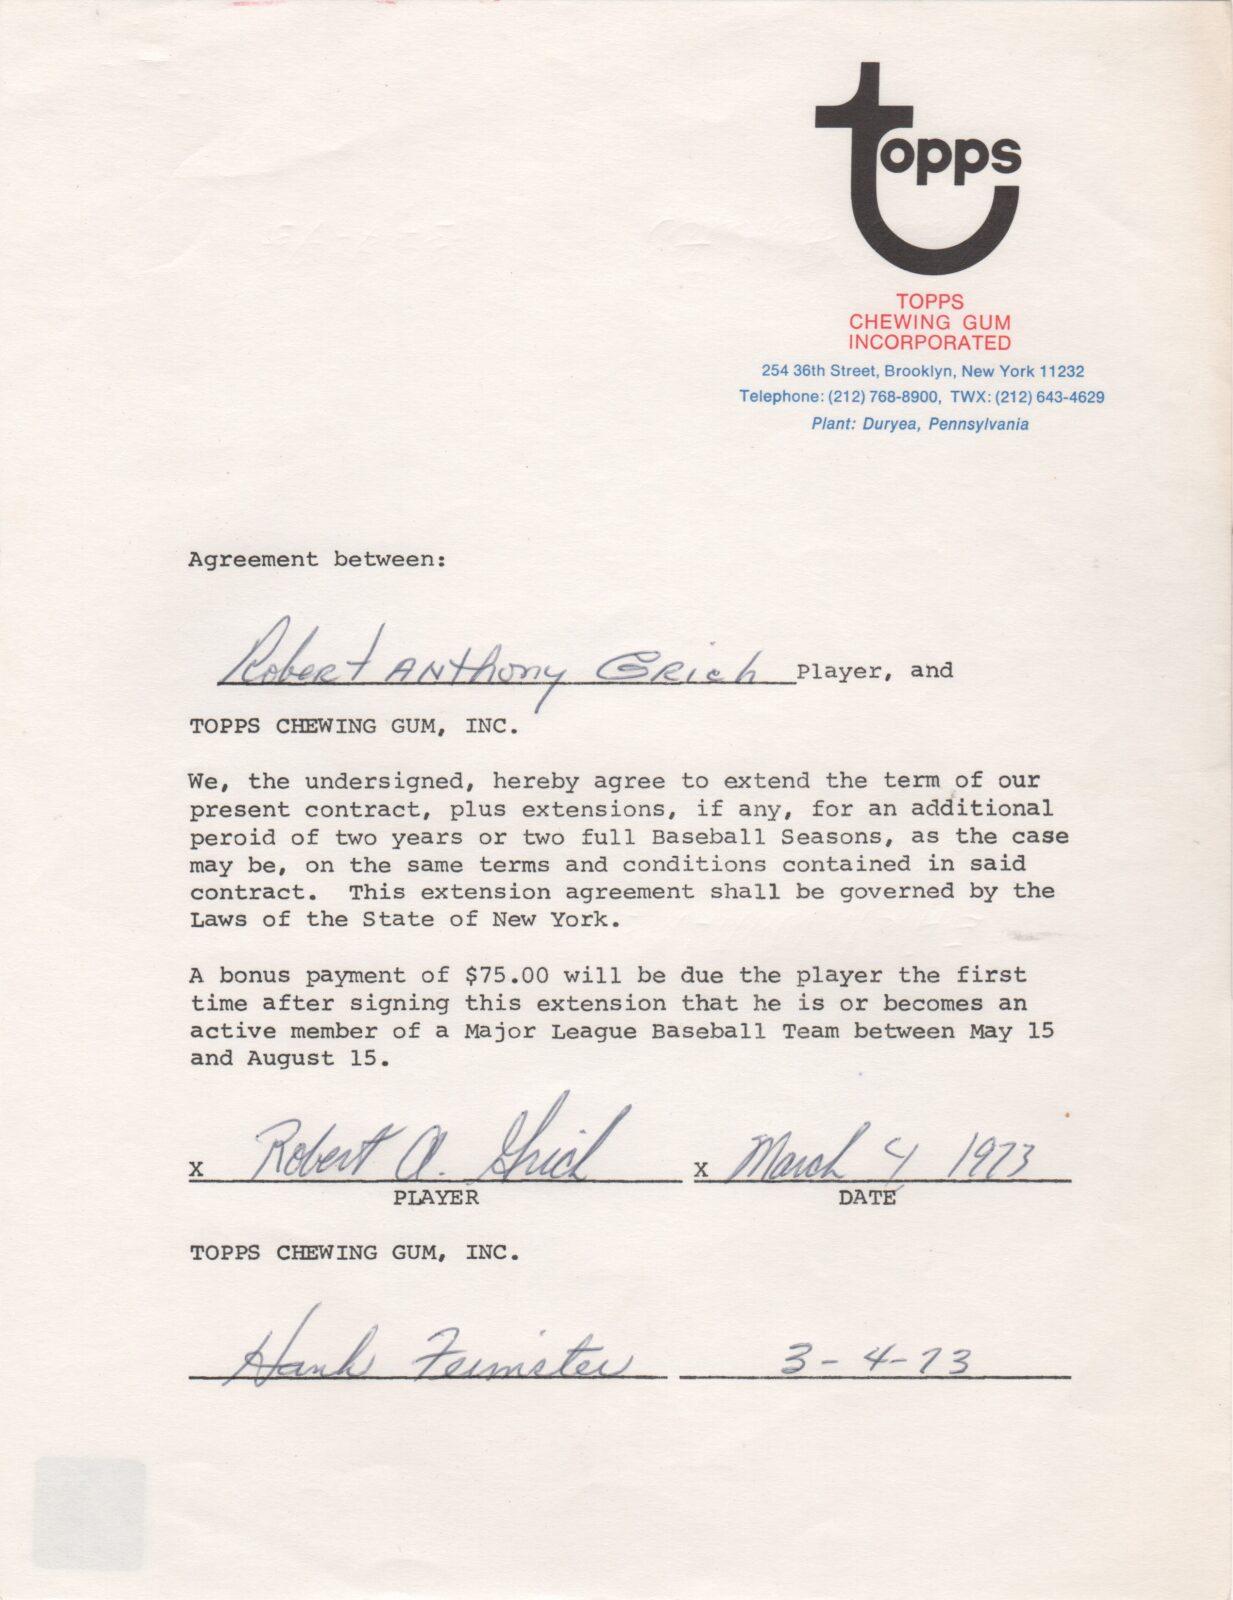 topps
TOPPS
CHEWING GUM
INCORPORATED
254 36th Street, Brooklyn, New York 11232
Telephone: (212) 768-8900, TWX: (212) 643-4629
Plant: Duryea, Pennsylvania
Agreement between:
Robert Anthony Grich Player, and
TOPPS CHEWING GUM, INC.
We, the undersigned, hereby agree to extend the term of our
present contract, plus extensions, if any, for an additional
peroid of two years or two full Baseball Seasons, as the case
may be, on the same terms and conditions contained in said
contract. This extension agreement shall be governed by the
Laws of the State of New York.
A bonus payment of $75.00 will be due the player the first
time after signing this extension that he is or becomes an
active member of a Major League Baseball Team between May 15
and August 15.
X Robert A. Grich X March 4 1973
PLAYER DATE
TOPPS CHEWING GUM, INC.
Hank Feimster 3-4-73